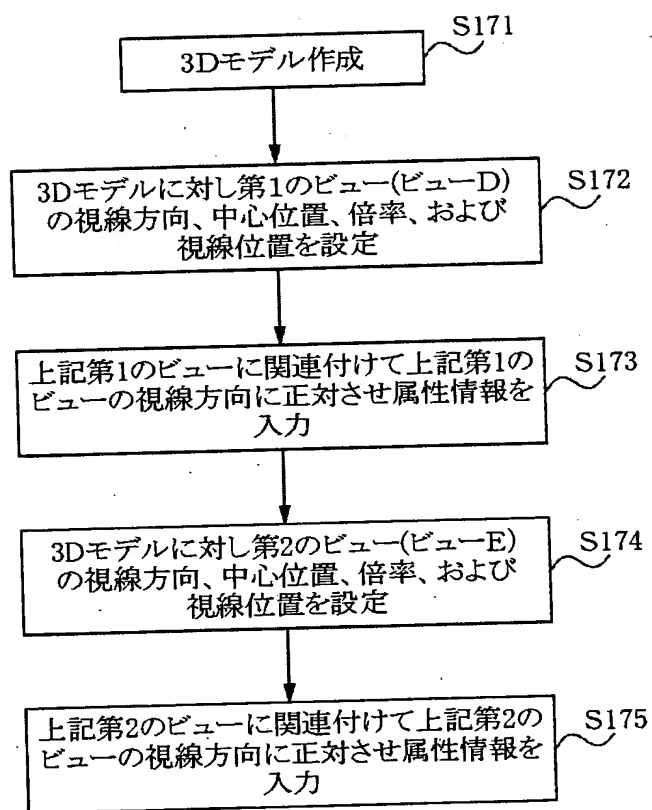 S171
3Dモデル作成
S172
3Dモデルに対し第1のビュー(ビューD)
の視線方向、中心位置、倍率、および
視線位置を設定
S173
上記第1のビューに関連付けて上記第1の
ビューの視線方向に正対させ属性情報を
入力
S174
3Dモデルに対し第2のビュー(ビューE)
の視線方向、中心位置、倍率、および
視線位置を設定
S175
上記第2のビューに関連付けて上記第2の
ビューの視線方向に正対させ属性情報を
入力